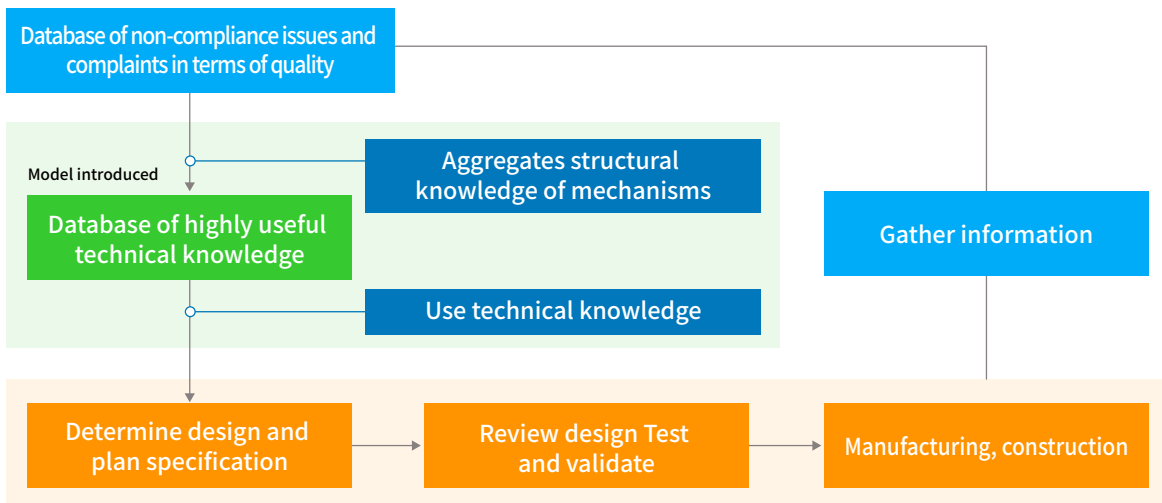 Database of non-compliance issues and
complaints in terms of quality
Aggregates structural
knowledge of mechanisms
Model introduced
Database of highly useful
technical knowledge
Gather information
Use technical knowledge
Determine design and
plan specification
Review design Test
and validate
Manufacturing, construction